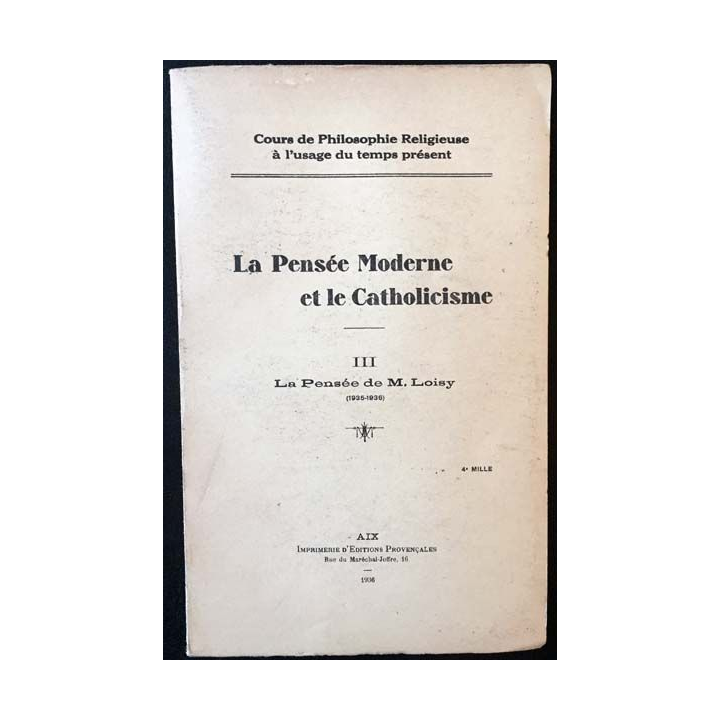 Cours de Philosophie Religieuse
à l'usage du temps présent
La Pensée Moderne
et le Catholicisme
III
La Pensée de M. Loisy
(1935-1936)
4e MILLE
AIX
IMPRIMERIE D'EDITIONS PROVENÇALES
Rue du Maréchal-Joffre, 16
1936